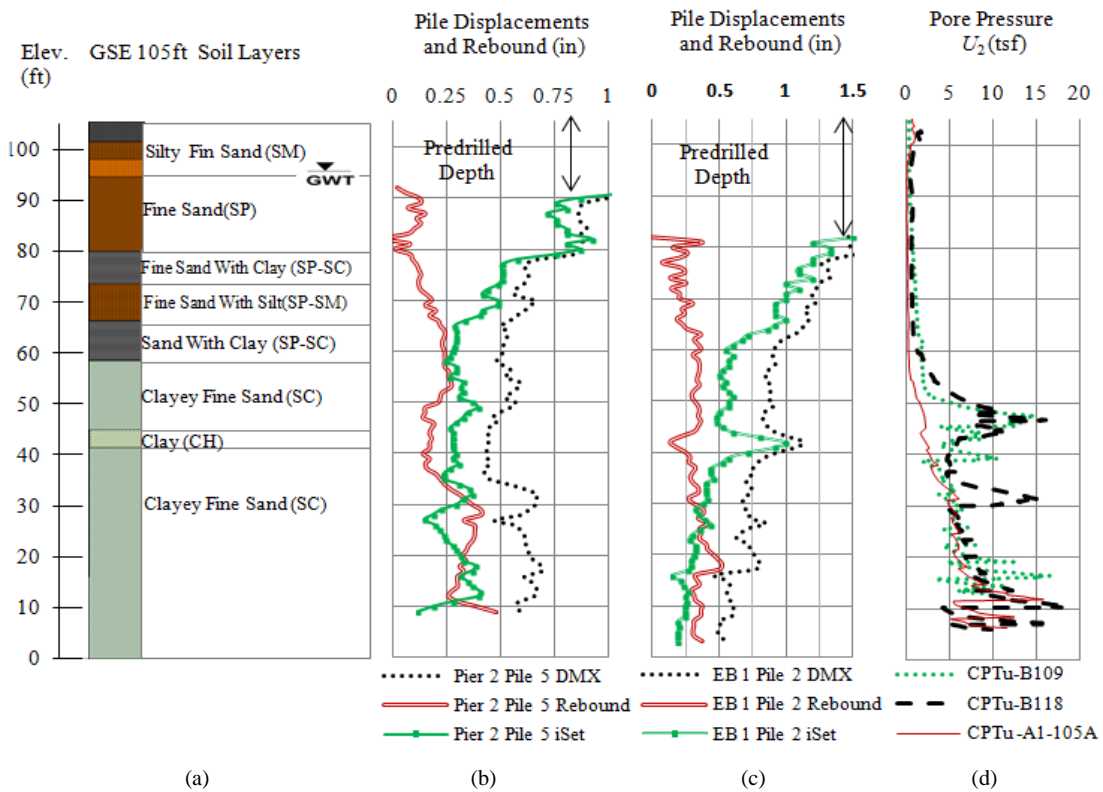 Elev.
(ft)
GSE 105ft Soil Layers
100
90
80
70
60
50
40
30
20
10
0
Silty Fin Sand (SM)
GWT
Fine Sand(SP)
Fine Sand With Clay (SP-SC)
Fine Sand With Silt(SP-SM)
Sand With Clay (SP-SC)
Clayey Fine Sand (SC)
Clay (CH)
Clayey Fine Sand (SC)
(a)
Pile Displacements
and Rebound (in)
0 0.25 0.5 0.75 1
Predrilled
Depth
Pier 2 Pile 5 DMX
Pier 2 Pile 5 Rebound
Pier 2 Pile 5 iSet
(b)
Pile Displacements
and Rebound (in)
0 0.5 1 1.5
Predrilled
Depth
EB 1 Pile 2 DMX
EB 1 Pile 2 Rebound
EB 1 Pile 2 iSet
(c)
Pore Pressure
U2 (tsf)
0 5 10 15 20
CPTu-B109
CPTu-B118
CPTu-A1-105A
(d)